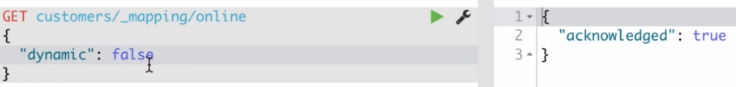 GET customers/_mapping/online
{
"dynamic": false
}
1 {
2 "acknowledged": true
3 }